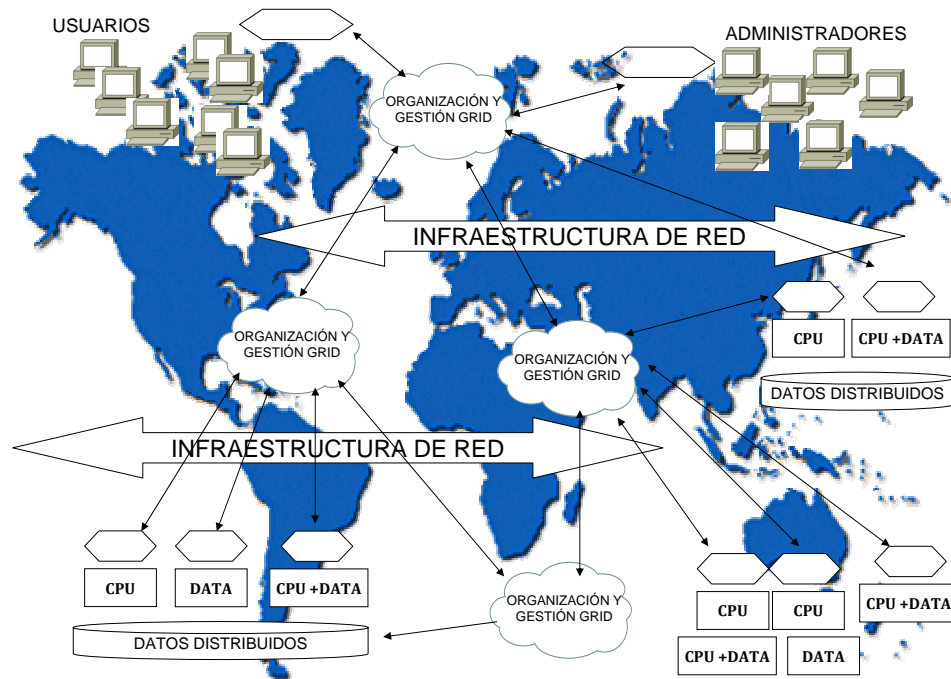 USUARIOS
ADMINISTRADORES
ORGANIZACIÓN Y
GESTIÓN GRID
INFRAESTRUCTURA DE RED
ORGANIZACIÓN Y
GESTIÓN GRID
ORGANIZACIÓN Y
GESTIÓN GRID
CPU
CPU +DATA
DATOS DISTRIBUIDOS
INFRAESTRUCTURA DE RED
CPU
DATA
CPU +DATA
DATOS DISTRIBUIDOS
ORGANIZACIÓN Y
GESTIÓN GRID
CPU
CPU
CPU +DATA
CPU +DATA
DATA